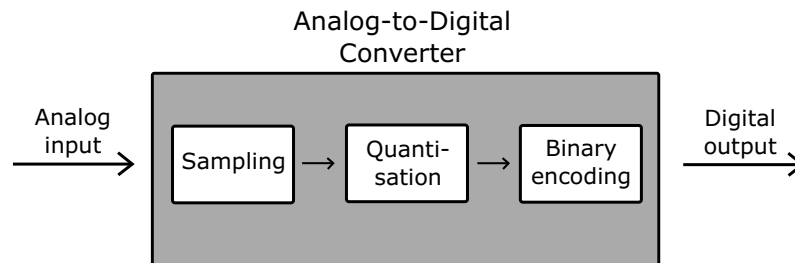 Analog-to-Digital
Converter
Analog
input
Sampling
Quanti-
sation
Binary
encoding
Digital
output